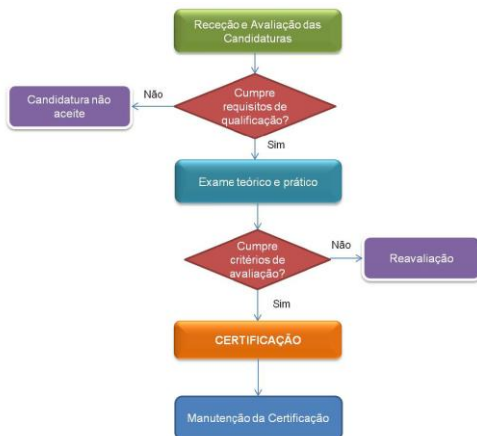 Receção e Avaliação das
Candidaturas
Não
Candidatura não
aceite
Cumpre
requisitos de
qualificação?
Sim
Exame teórico e prático
Cumpre
critérios de
avaliação?
Não
Reavaliação
Sim
CERTIFICAÇÃO
Manutenção da Certificação